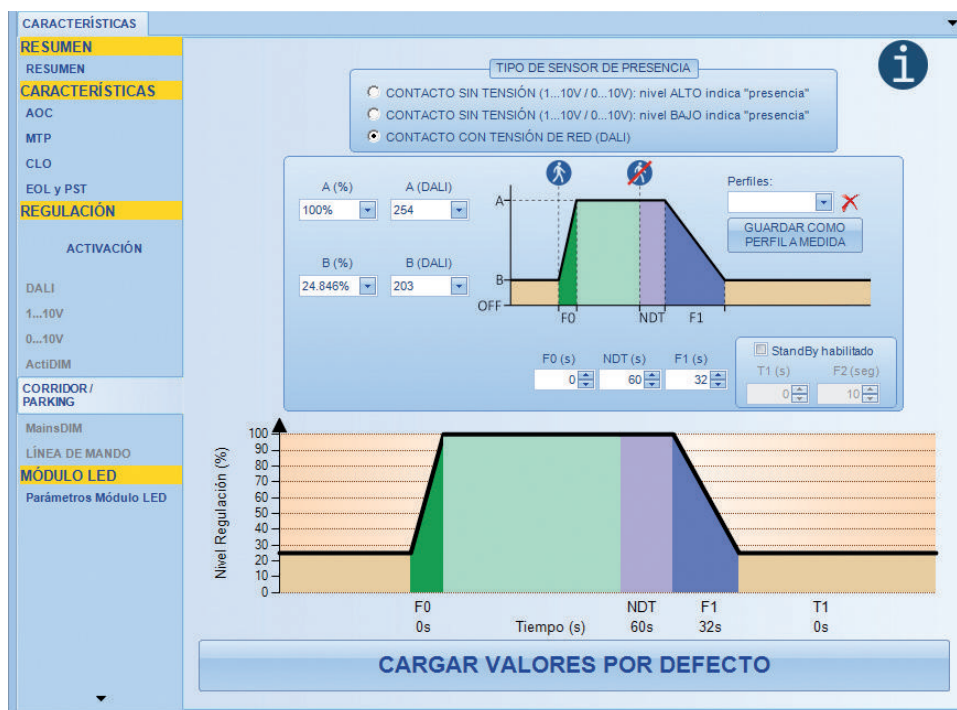 CARACTERÍSTICAS
RESUMEN
RESUMEN
CARACTERÍSTICAS
AOC
MTP
CLO
EOL y PST
REGULACIÓN
ACTIVACIÓN
DALI
1...10V
0...10V
ActiDIM
CORRIDOR /
PARKING
MainsDIM
LÍNEA DE MANDO
MÓDULO LED
Parámetros Módulo LED
i
TIPO DE SENSOR DE PRESENCIA
CONTACTO SIN TENSIÓN (1...10V / 0...10V): nivel ALTO indica "presencia"
CONTACTO SIN TENSIÓN (1...10V / 0...10V): nivel BAJO indica "presencia"
CONTACTO CON TENSIÓN DE RED (DALI)
A (%) A (DALI)
100% 254
B (%) B (DALI)
24.846% 203
A
B
OFF
F0 NDT F1
Perfiles:
GUARDAR COMO
PERFIL A MEDIDA
F0 (s) NDT (s) F1 (s)
0 60 32
StandBy habilitado
T1 (s) F2 (seg)
0 10
Nivel Regulación (%)
100
90
80
70
60
50
40
30
20
10
0
F0 NDT F1 T1
0s Tiempo (s) 60s 32s 0s
CARGAR VALORES POR DEFECTO